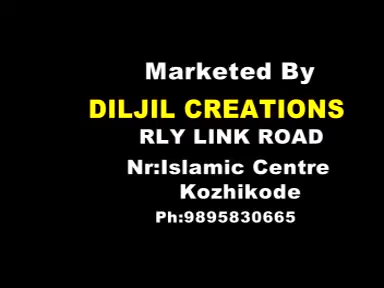 Marketed By
DILJIL CREATIONS
RLY LINK ROAD
Nr:Islamic Centre
Kozhikode
Ph:9895830665